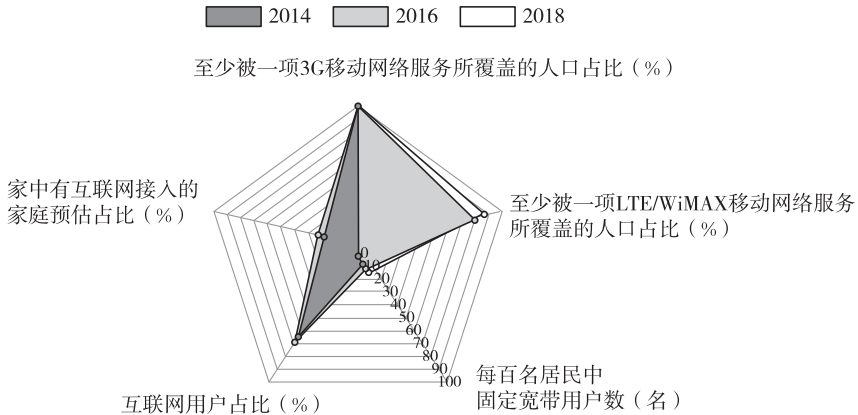 2014 2016 2018
至少被一项3G移动网络服务所覆盖的人口占比（%）
家中有互联网接入的
家庭预估占比（%）
至少被一项LTE/WiMAX移动网络服务
所覆盖的人口占比（%）
0
10
20
30
40
50
60
70
80
90
100
每百名居民中
固定宽带用户数（名）
互联网用户占比（%）